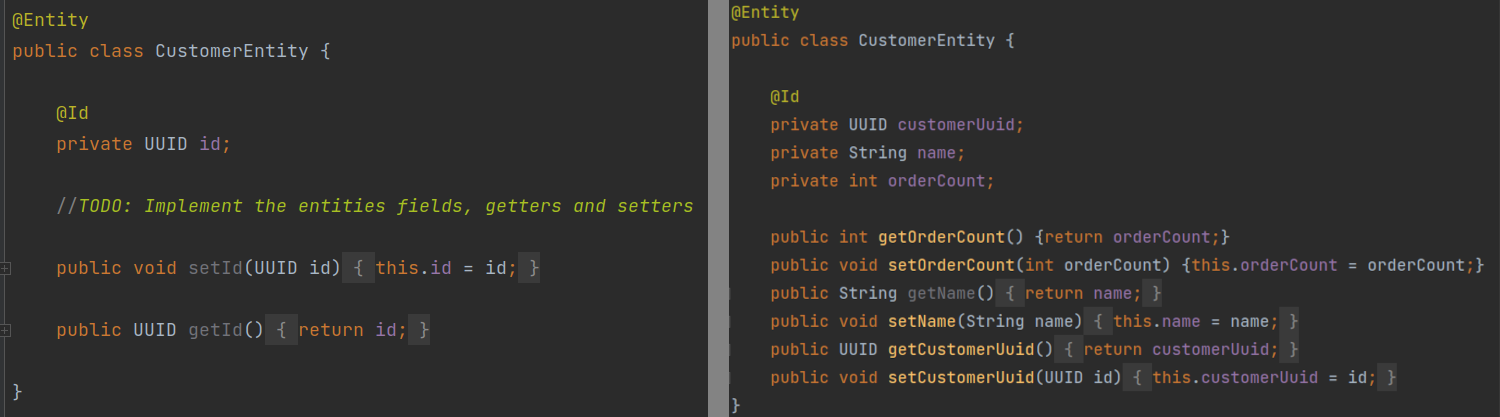 @Entity
public class CustomerEntity {
@Id
private UUID id;
//TODO: Implement the entities fields, getters and setters
public void setId(UUID id) { this.id = id; }
public UUID getId() { return id; }
}
@Entity
public class CustomerEntity {
@Id
private UUID customerUuid;
private String name;
private int orderCount;
public int getOrderCount() {return orderCount;}
public void setOrderCount(int orderCount) {this.orderCount = orderCount;}
public String getName() { return name; }
public void setName(String name) { this.name = name; }
public UUID getCustomerUuid() { return customerUuid; }
public void setCustomerUuid(UUID id) { this.customerUuid = id; }
}